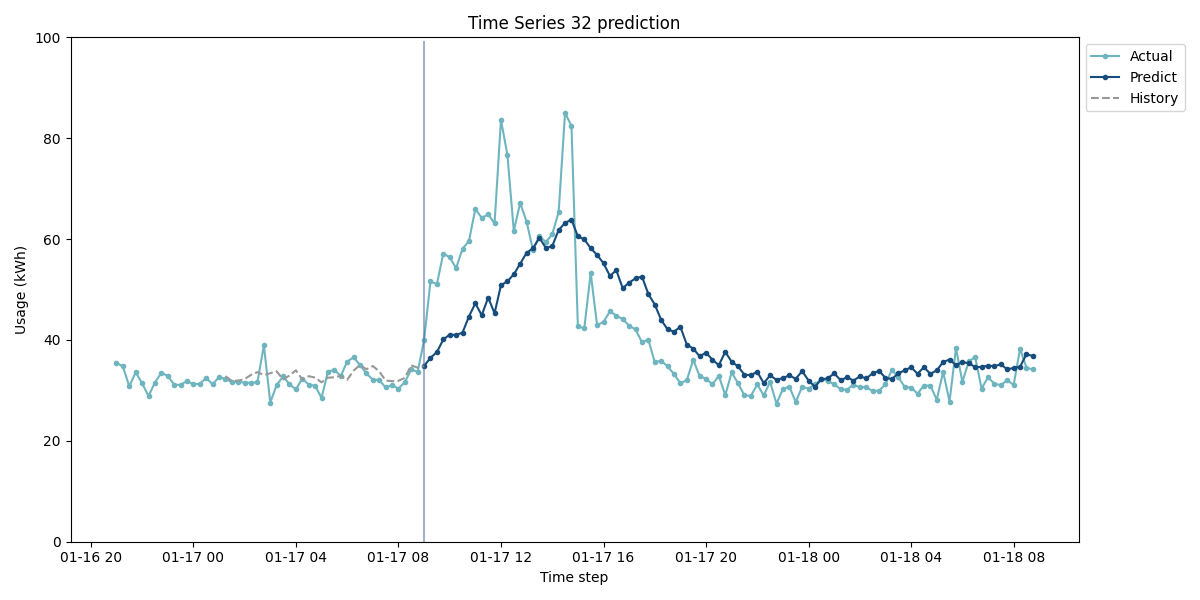 Time Series 32 prediction
100
80
60
40
20
0
Usage (kWh)
01-16 20
01-17 00
01-17 04
01-17 08
01-17 12
01-17 16
01-17 20
01-18 00
01-18 04
01-18 08
Time step
Actual
Predict
History